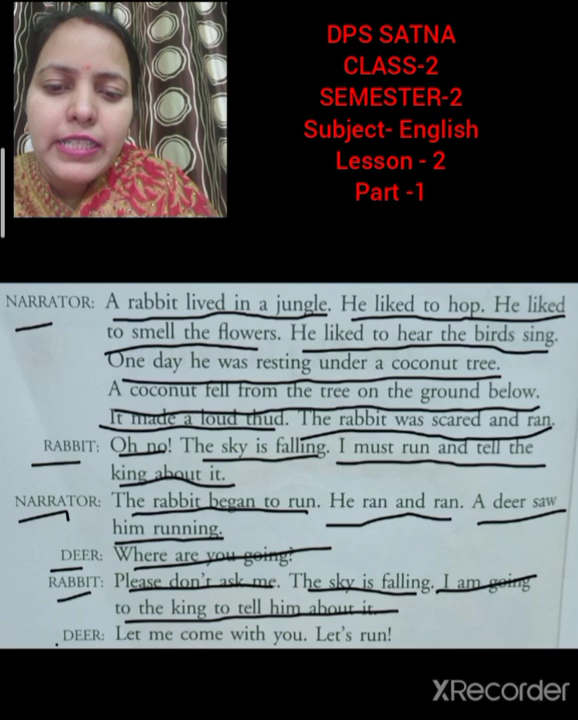 DPS SATNA
CLASS-2
SEMESTER-2
Subject- English
Lesson - 2
Part -1
NARRATOR: A rabbit lived in a jungle. He liked to hop. He liked
to smell the flowers. He liked to hear the birds sing.
One day he was resting under a coconut tree.
A coconut fell from the tree on the ground below.
It made a loud thud. The rabbit was scared and ran.
RABBIT: Oh no! The sky is falling. I must run and tell the
king about it.
NARRATOR: The rabbit began to run. He ran and ran. A deer saw
him running.
DEER: Where are you going?
RABBIT: Please don't ask me. The sky is falling. I am going
to the king to tell him about it.
DEER: Let me come with you. Let's run!
XRecorder